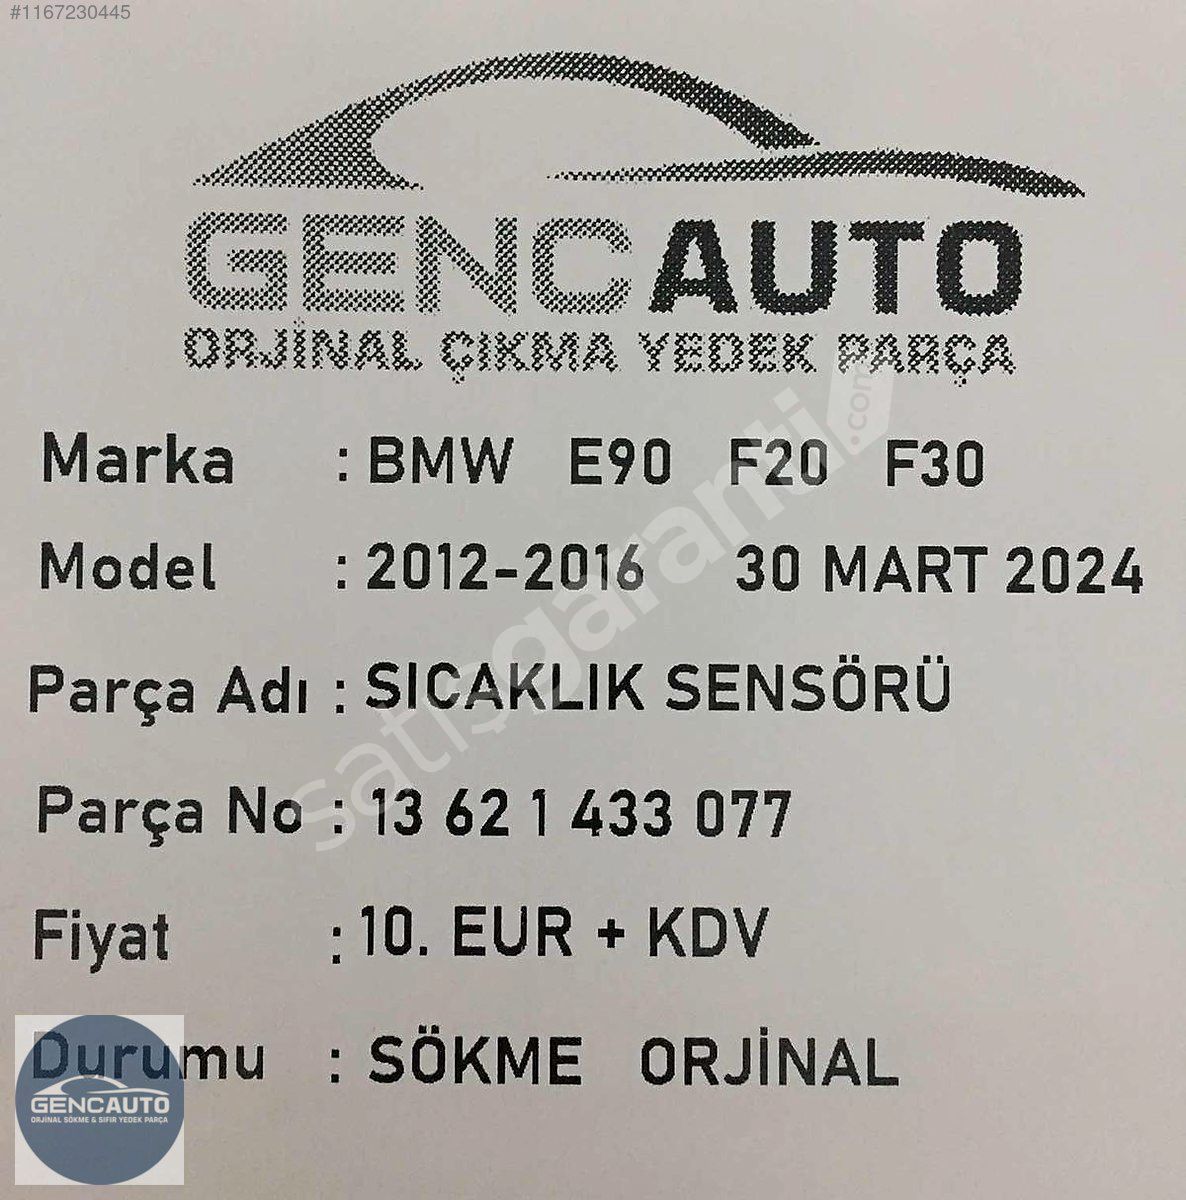 #1167230445
GENCAUTO
ORJİNAL ÇIKMA YEDEK PARÇA
Marka : BMW E90 F20 F30
Model : 2012-2016 30 MART 2024
Parça Adı : SICAKLIK SENSÖRÜ
Parça No : 13 62 1 433 077
Fiyat : 10. EUR + KDV
Durumu : SÖKME ORJİNAL
satışgaranti.com
GENCAUTO
ORJINAL SÖKME & SIFIR YEDEK PARÇA